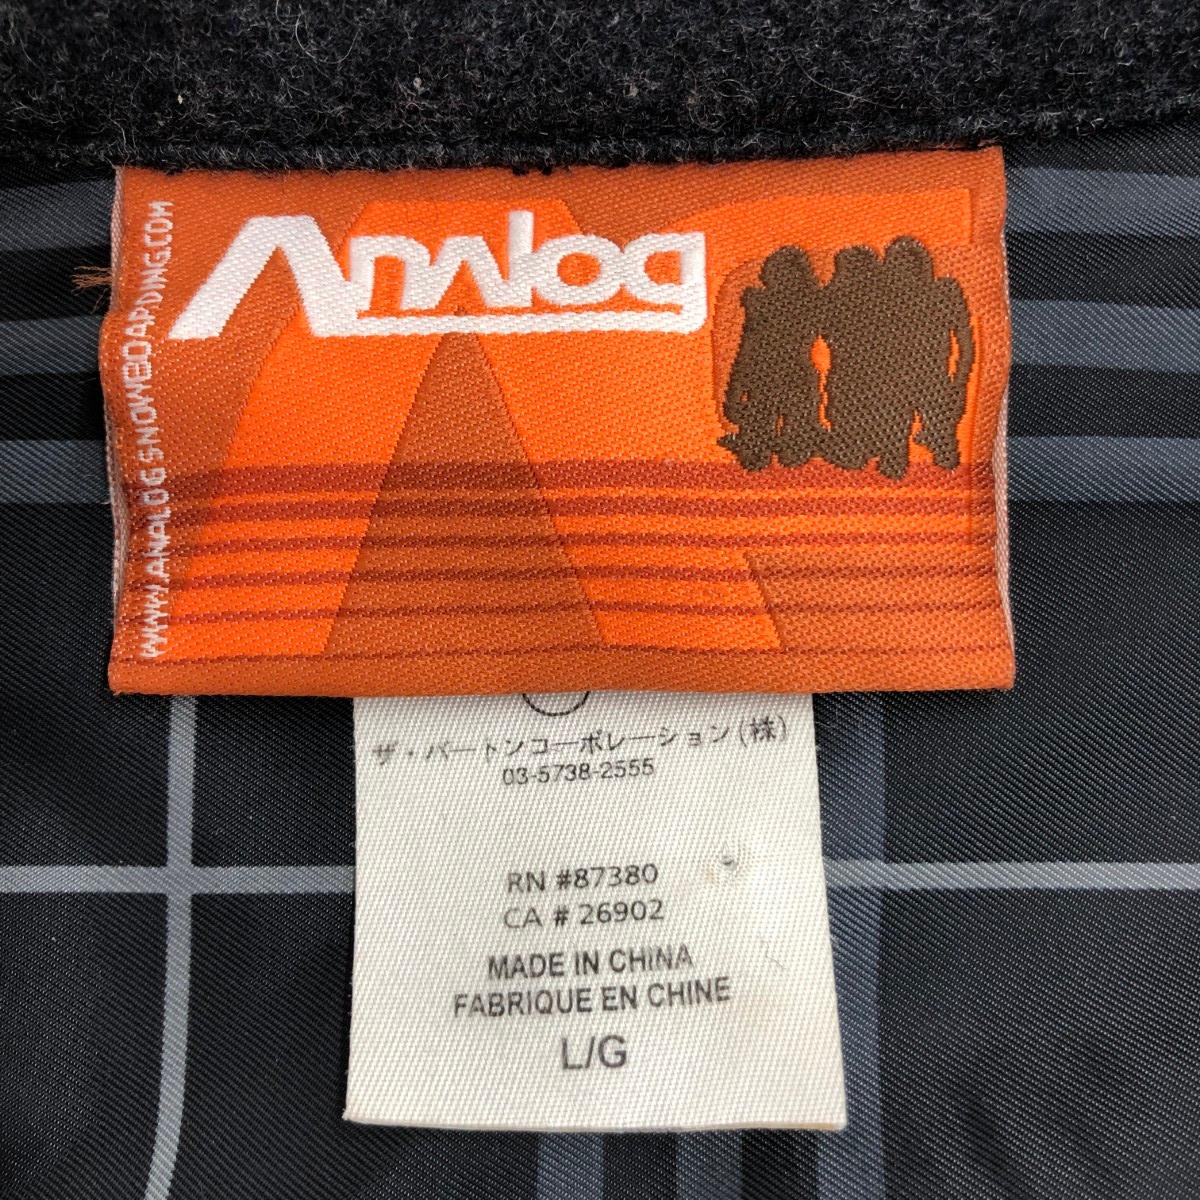 Analog
WWW.ANALOGSNOWBOARDING.COM
ザ・バートンコーポレーション(株)
03-5738-2555
RN #87380
CA # 26902
MADE IN CHINA
FABRIQUE EN CHINE
L/G